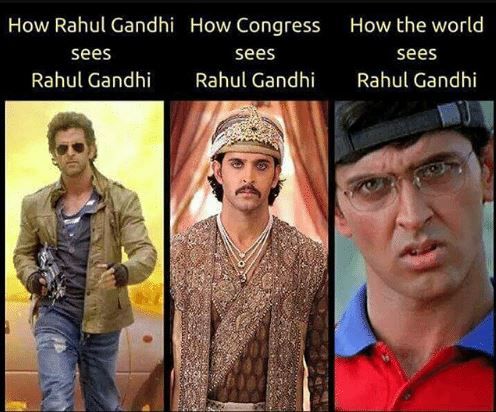 How Rahul Gandhi
sees
Rahul Gandhi
How Congress
sees
Rahul Gandhi
How the world
sees
Rahul Gandhi